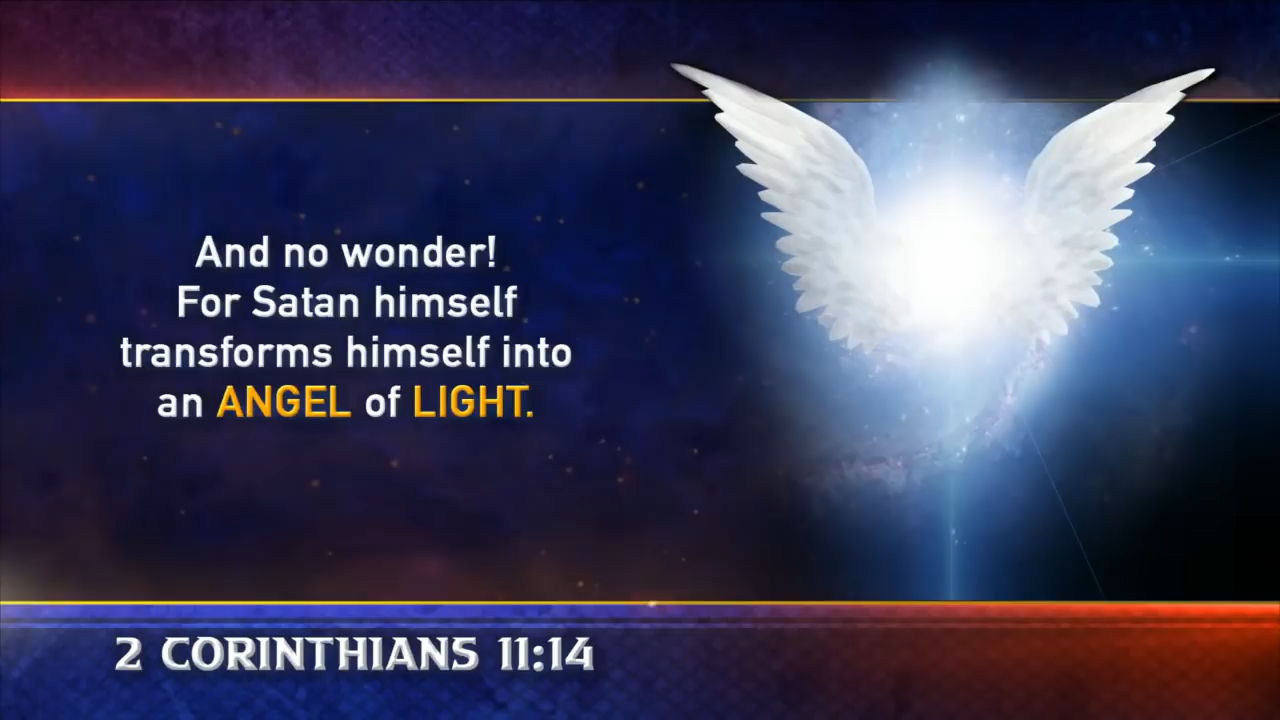 And no wonder!
For Satan himself
transforms himself into
an ANGEL of LIGHT.
2 CORINTHIANS 11:14